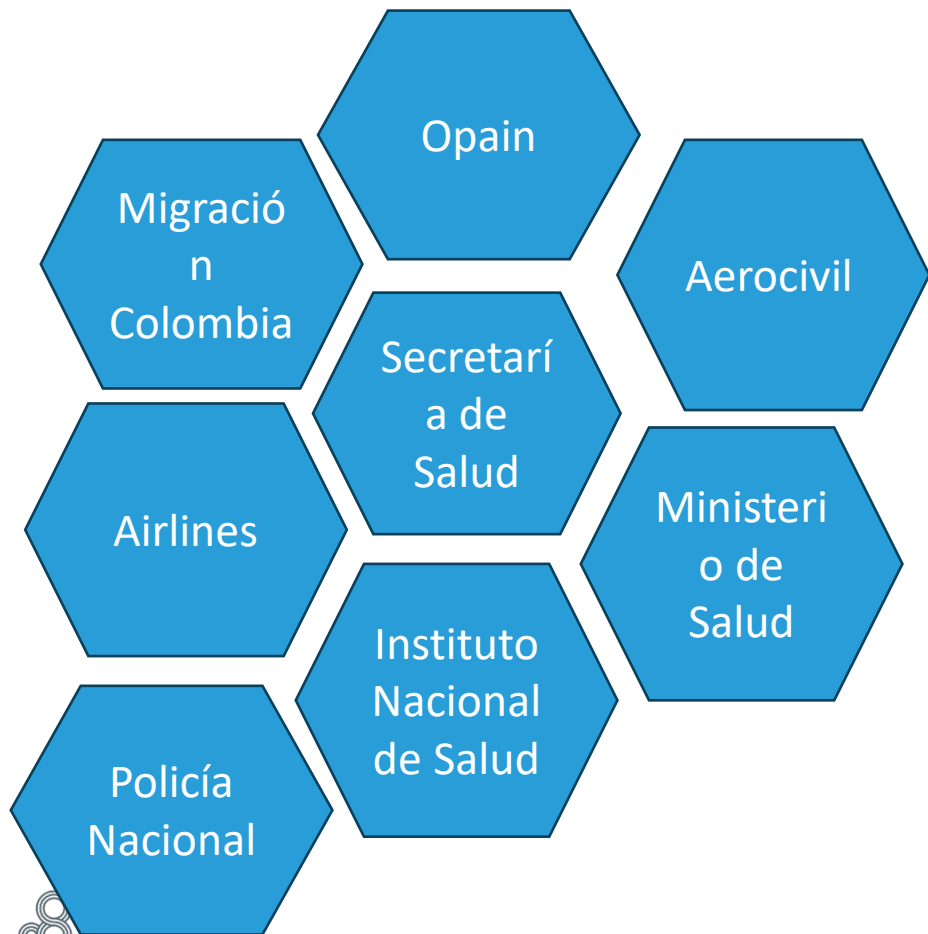 Opain
Migració
n
Colombia
Aerocivil
Secretarí
a de
Salud
Airlines
Ministeri
o de
Salud
Instituto
Nacional
de Salud
Policía
Nacional